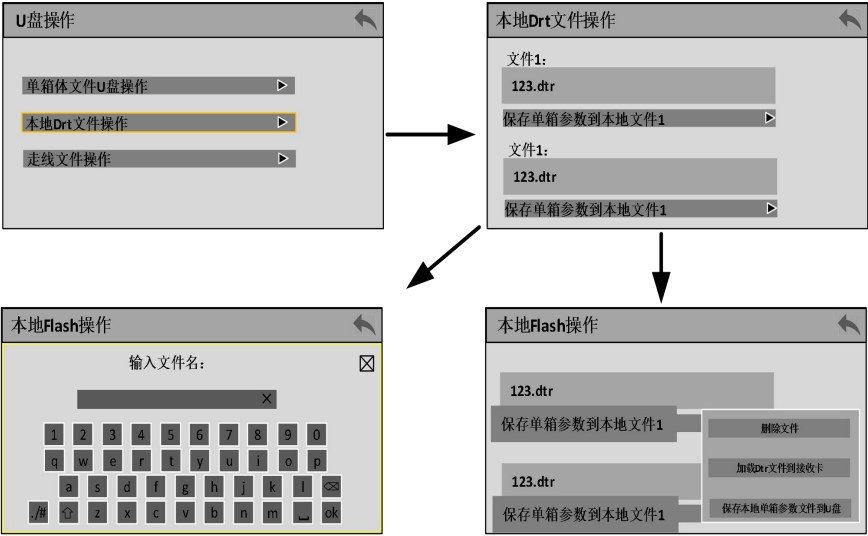 U盘操作
单箱体文件U盘操作
本地Drt文件操作
走线文件操作
本地Drt文件操作
文件1:
123.dtr
保存单箱参数到本地文件1
文件1:
123.dtr
保存单箱参数到本地文件1
本地Flash操作
输入文件名:
×
1 2 3 4 5 6 7 8 9 0
q w e r t y u i o p
a s d f g h j k l ⌫
./# ⇧ z x c v b n m ␣ ok
本地Flash操作
123.dtr
保存单箱参数到本地文件1
123.dtr
保存单箱参数到本地文件1
删除文件
加载Dtr文件到接收卡
保存本地单箱参数文件到U盘